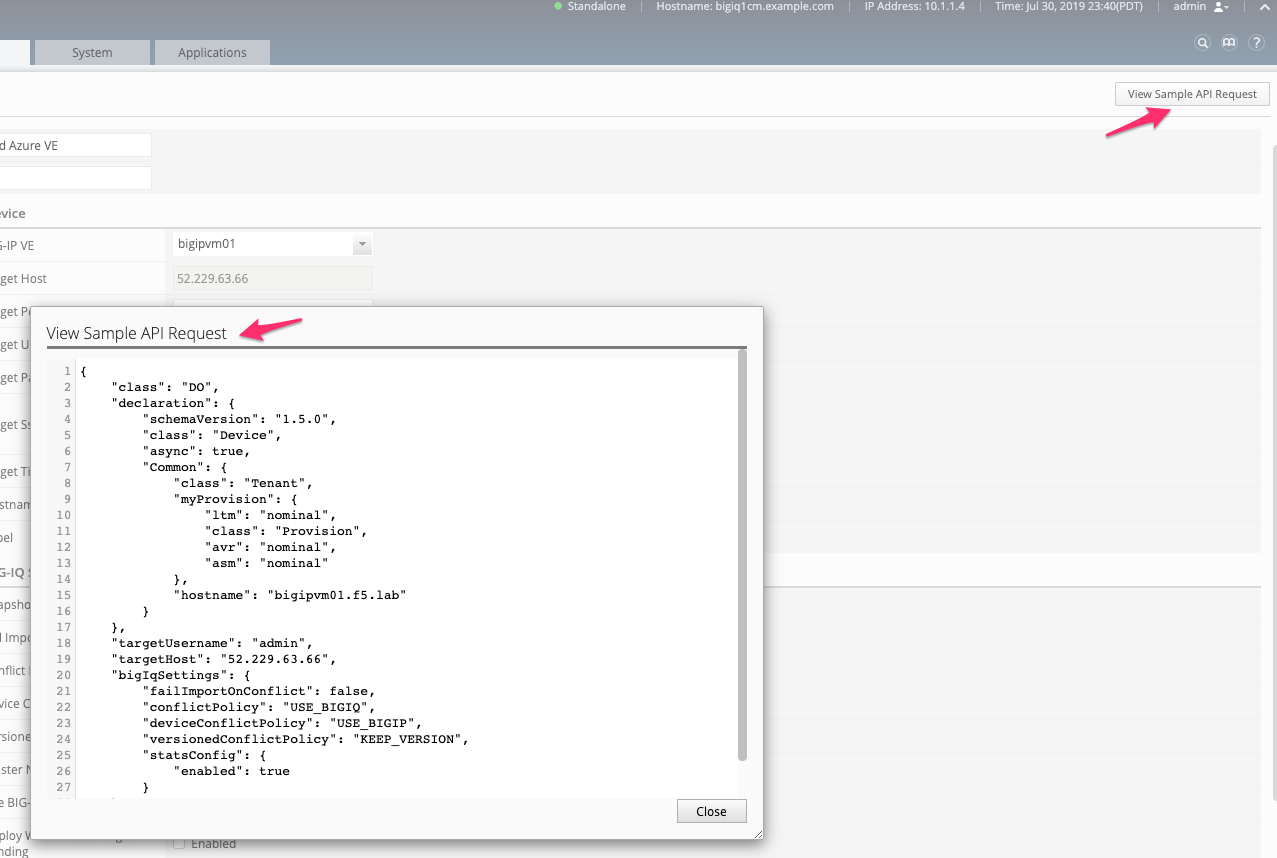 Standalone
Hostname: bigiq1cm.example.com
IP Address: 10.1.1.4
Time: Jul 30, 2019 23:40(PDT)
admin
System
Applications
View Sample API Request
d Azure VE
evice
G-IP VE
bigipvm01
get Host
52.229.63.66
get P
get U
get Pa
get Ss
get Ti
stnam
bel
G-IQ S
apsho
l Impo
nflict
vice C
rsione
ster N
e BIG-
ploy W
nding
g
Enabled
View Sample API Request
1 {
2 "class": "DO",
3 "declaration": {
4 "schemaVersion": "1.5.0",
5 "class": "Device",
6 "async": true,
7 "Common": {
8 "class": "Tenant",
9 "myProvision": {
10 "ltm": "nominal",
11 "class": "Provision",
12 "avr": "nominal",
13 "asm": "nominal"
14 },
15 "hostname": "bigipvm01.f5.lab"
16 }
17 },
18 "targetUsername": "admin",
19 "targetHost": "52.229.63.66",
20 "bigIqSettings": {
21 "failImportOnConflict": false,
22 "conflictPolicy": "USE_BIGIQ",
23 "deviceConflictPolicy": "USE_BIGIP",
24 "versionedConflictPolicy": "KEEP_VERSION",
25 "statsConfig": {
26 "enabled": true
27 }
Close